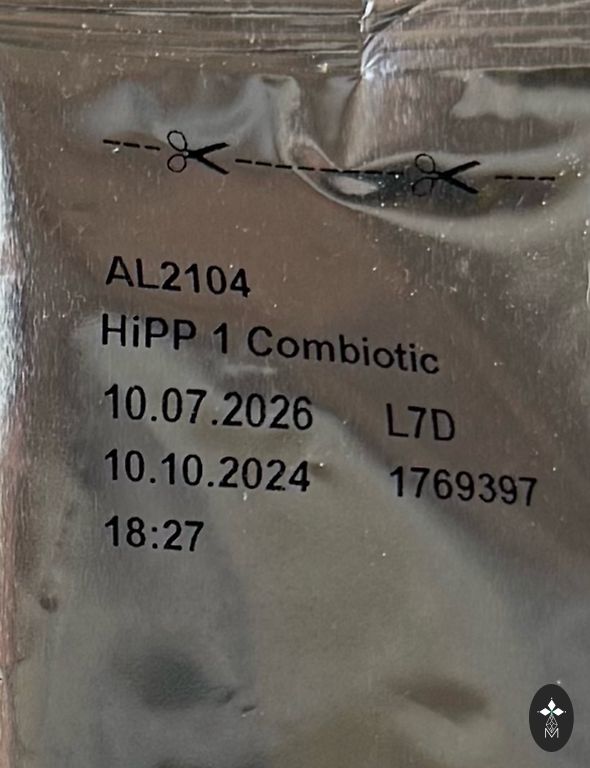 AL2104
HiPP 1 Combiotic
10.07.2026 L7D
10.10.2024 1769397
18:27
M